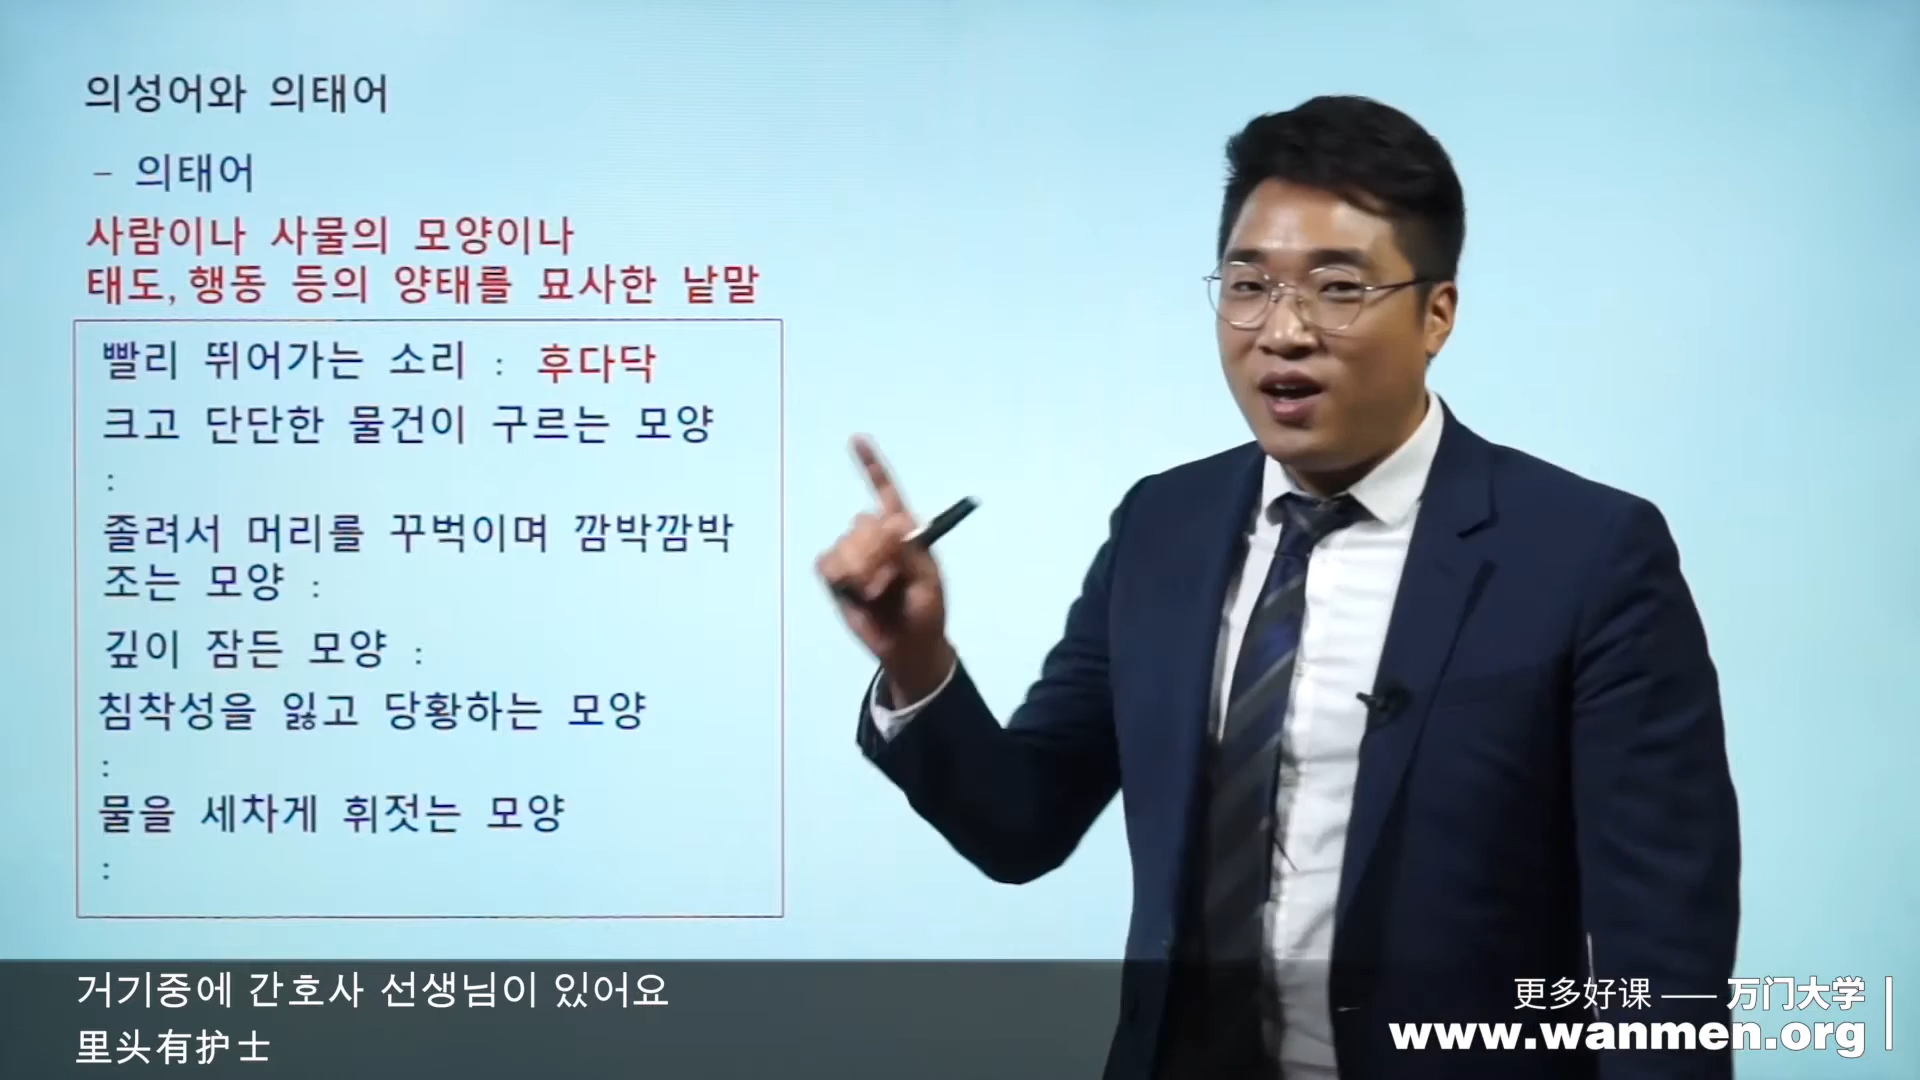 의성어와 의태어
- 의태어
사람이나 사물의 모양이나
태도, 행동 등의 양태를 묘사한 낱말
빨리 뛰어가는 소리 : 후다닥
크고 단단한 물건이 구르는 모양
:
졸려서 머리를 꾸벅이며 깜박깜박
조는 모양 :
깊이 잠든 모양 :
침착성을 잃고 당황하는 모양
:
물을 세차게 휘젓는 모양
:
거기중에 간호사 선생님이 있어요
里头有护士
更多好课 —— 万门大学
www.wanmen.org